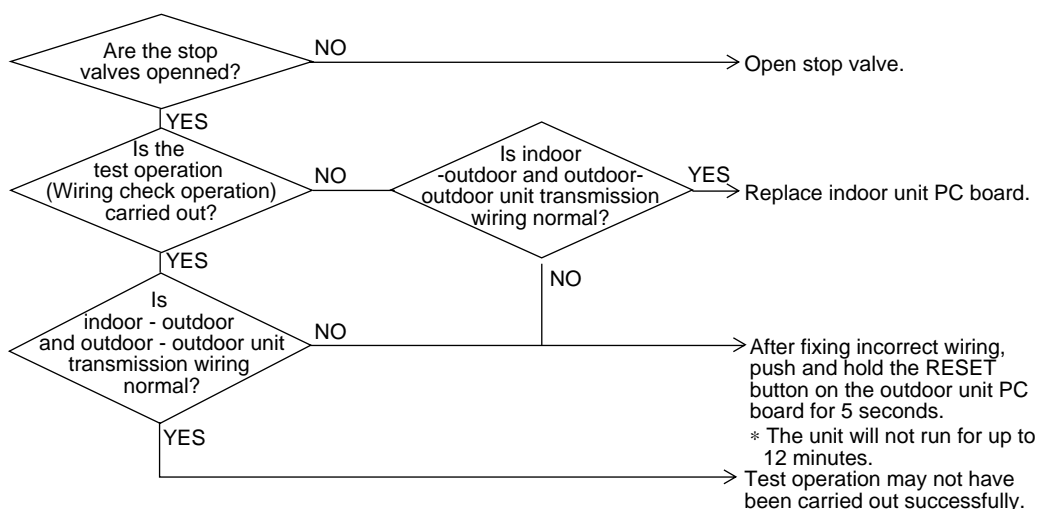 Are the stop
valves openned?
NO
Open stop valve.
YES
Is the
test operation
(Wiring check operation)
carried out?
NO
Is indoor
-outdoor and outdoor-
outdoor unit transmission
wiring normal?
YES
Replace indoor unit PC board.
YES
NO
Is
indoor - outdoor
and outdoor - outdoor unit
transmission wiring
normal?
NO
After fixing incorrect wiring,
push and hold the RESET
button on the outdoor unit PC
board for 5 seconds.
* The unit will not run for up to
12 minutes.
YES
Test operation may not have
been carried out successfully.